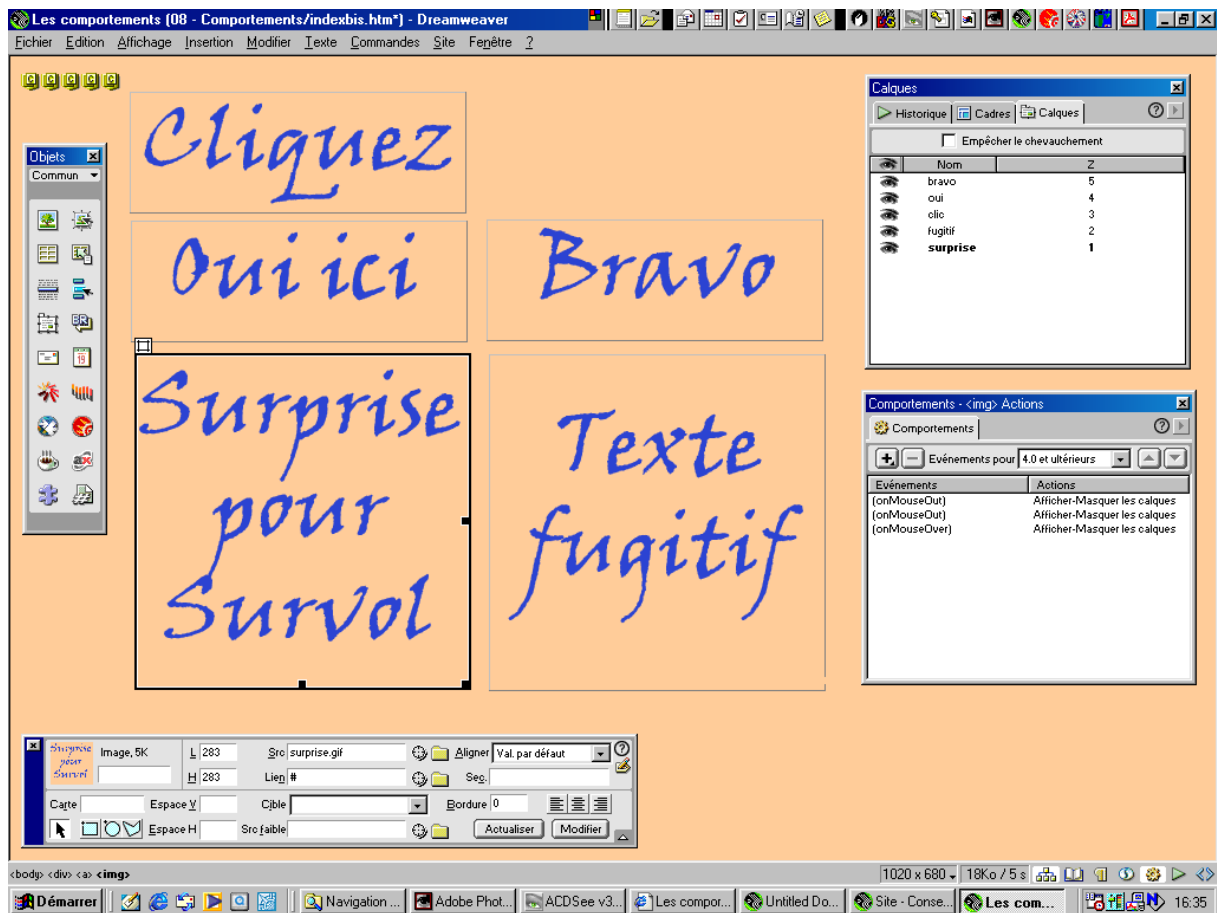 Les comportements (08 - Comportements/indexbis.htm*) - Dreamweaver
Fichier Edition Affichage Insertion Modifier Texte Commandes Site Fenêtre ?
Cliquez
Oui ici
Bravo
Surprise
pour
Survol
Texte
fugitif
Objets
Commun
Calques
Historique Cadres Calques
Empêcher le chevauchement
Nom Z
bravo 5
oui 4
clic 3
fugitif 2
surprise 1
Comportements - <img> Actions
Comportements
Evénements pour 4.0 et ultérieurs
Evénements Actions
(onMouseOut) Afficher-Masquer les calques
(onMouseOut) Afficher-Masquer les calques
(onMouseOver) Afficher-Masquer les calques
Surprise
pour
Survol
Image, 5K L 283 Src surprise.gif Aligner Val. par défaut
H 283 Lien # Sec.
Carte Espace V Cible Bordure 0
Espace H Src faible Actualiser Modifier
<body> <div> <a> <img> 1020 x 680 18Ko / 5 s
Démarrer Navigation ... Adobe Phot... ACDSee v3... Les compor... Untitled Do... Site - Conse... Les com... 16:35